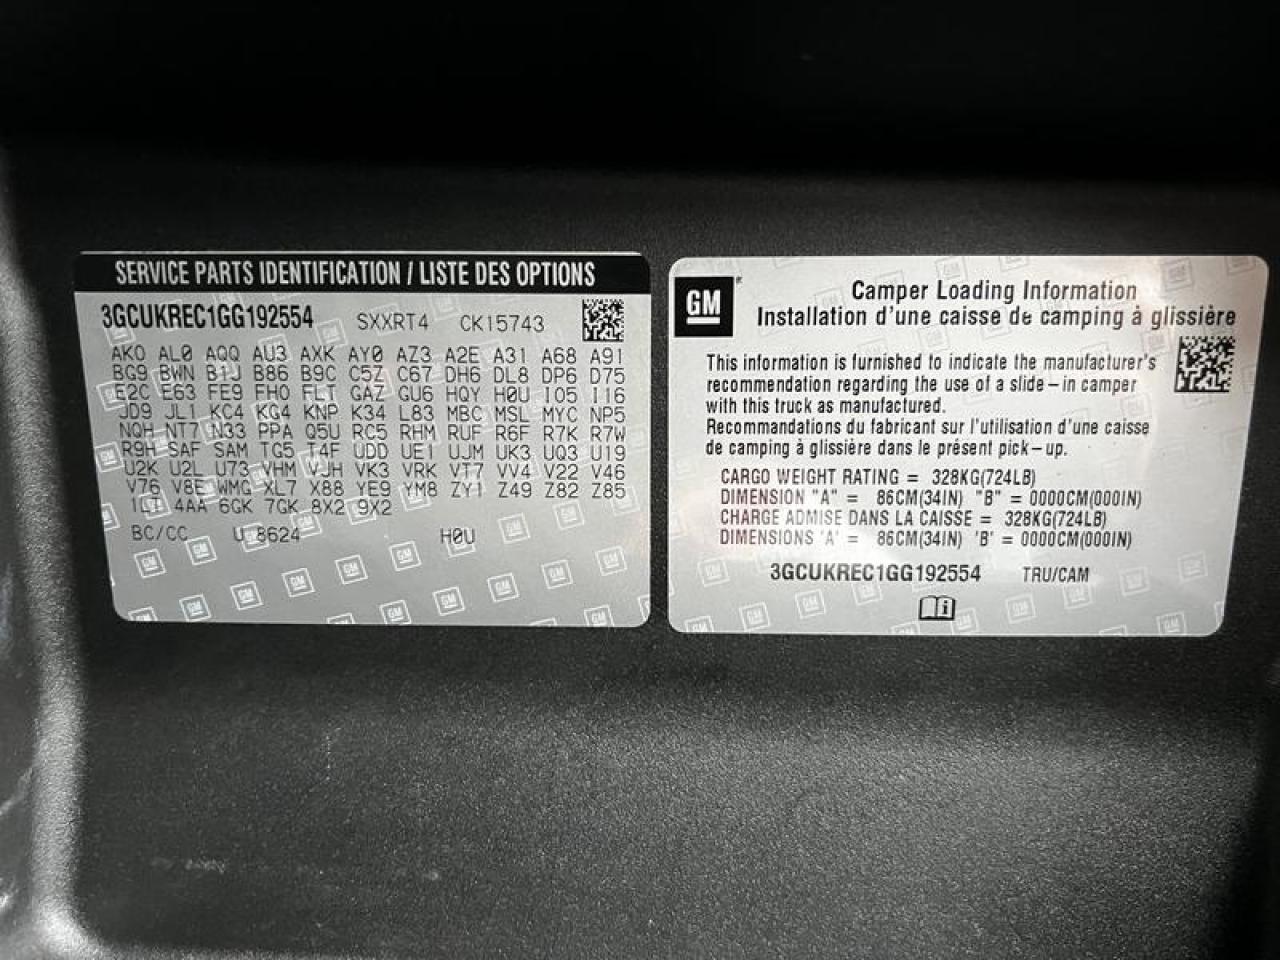 SERVICE PARTS IDENTIFICATION / LISTE DES OPTIONS
3GCUKREC1GG192554 SXXRT4 CK15743
AKO AL0 AQQ AU3 AXK AY0 AZ3 A2E A31 A68 A91
BG9 BWN B1J B86 B9C C5Z C67 DH6 DL8 DP6 D75
E2C E63 FE9 FHO FLT GAZ GU6 HQY H0U IO5 I16
JD9 JL1 KC4 KG4 KNP K34 L83 MBC MSL MYC NP5
NQH NT7 N33 PPA Q5U RC5 RHM RUF R6F R7K R7W
R9H SAF SAM TG5 T4F UDD UE1 UJM UK3 UQ3 U19
U2K U2L U73 VHM VJH VK3 VRK VT7 VV4 V22 V46
V76 V8E WMG XL7 X88 YE9 YM8 ZY1 Z49 Z82 Z85
1LZ 4AA 6GK 7GK 8X2 9X2
BC/CC U 8624 H0U
GM
Camper Loading Information
Installation d'une caisse de camping à glissière
This information is furnished to indicate the manufacturer's
recommendation regarding the use of a slide-in camper
with this truck as manufactured.
Recommandations du fabricant sur l'utilisation d'une caisse
de camping à glissière dans le présent pick-up.
CARGO WEIGHT RATING = 328KG(724LB)
DIMENSION "A" = 86CM(34IN) "B" = 0000CM(000IN)
CHARGE ADMISE DANS LA CAISSE = 328KG(724LB)
DIMENSIONS 'A' = 86CM(34IN) 'B' = 0000CM(000IN)
3GCUKREC1GG192554 TRU/CAM